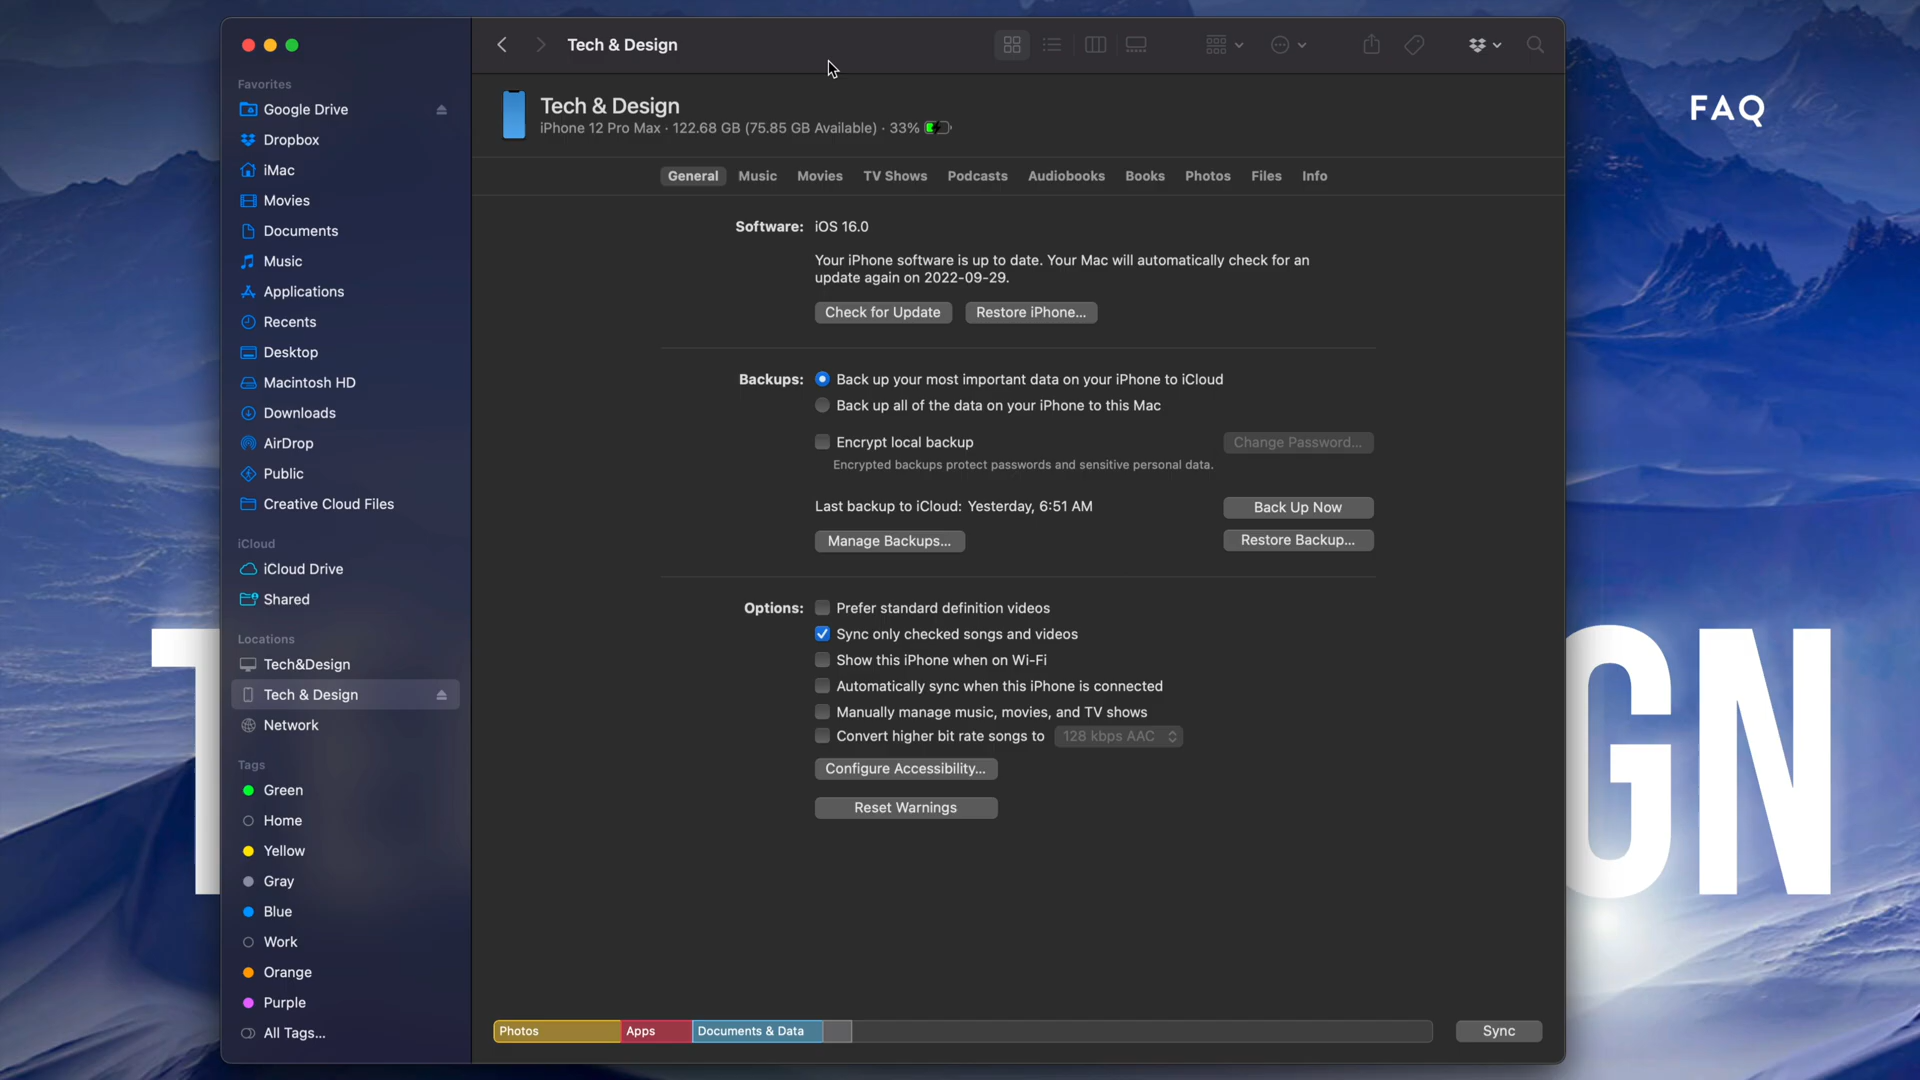 Tech & Design
FAQ
Favorites
Google Drive
Dropbox
iMac
Movies
Documents
Music
Applications
Recents
Desktop
Macintosh HD
Downloads
AirDrop
Public
Creative Cloud Files
iCloud
iCloud Drive
Shared
Locations
Tech&Design
Tech & Design
Network
Tags
Green
Home
Yellow
Gray
Blue
Work
Orange
Purple
All Tags...
Tech & Design
iPhone 12 Pro Max · 122.68 GB (75.85 GB Available) · 33%
General Music Movies TV Shows Podcasts Audiobooks Books Photos Files Info
Software: iOS 16.0
Your iPhone software is up to date. Your Mac will automatically check for an
update again on 2022-09-29.
Check for Update Restore iPhone...
Backups: Back up your most important data on your iPhone to iCloud
Back up all of the data on your iPhone to this Mac
Encrypt local backup Change Password...
Encrypted backups protect passwords and sensitive personal data.
Last backup to iCloud: Yesterday, 6:51 AM Back Up Now
Manage Backups... Restore Backup...
Options: Prefer standard definition videos
Sync only checked songs and videos
Show this iPhone when on Wi-Fi
Automatically sync when this iPhone is connected
Manually manage music, movies, and TV shows
Convert higher bit rate songs to 128 kbps AAC
Configure Accessibility...
Reset Warnings
Photos Apps Documents & Data Sync